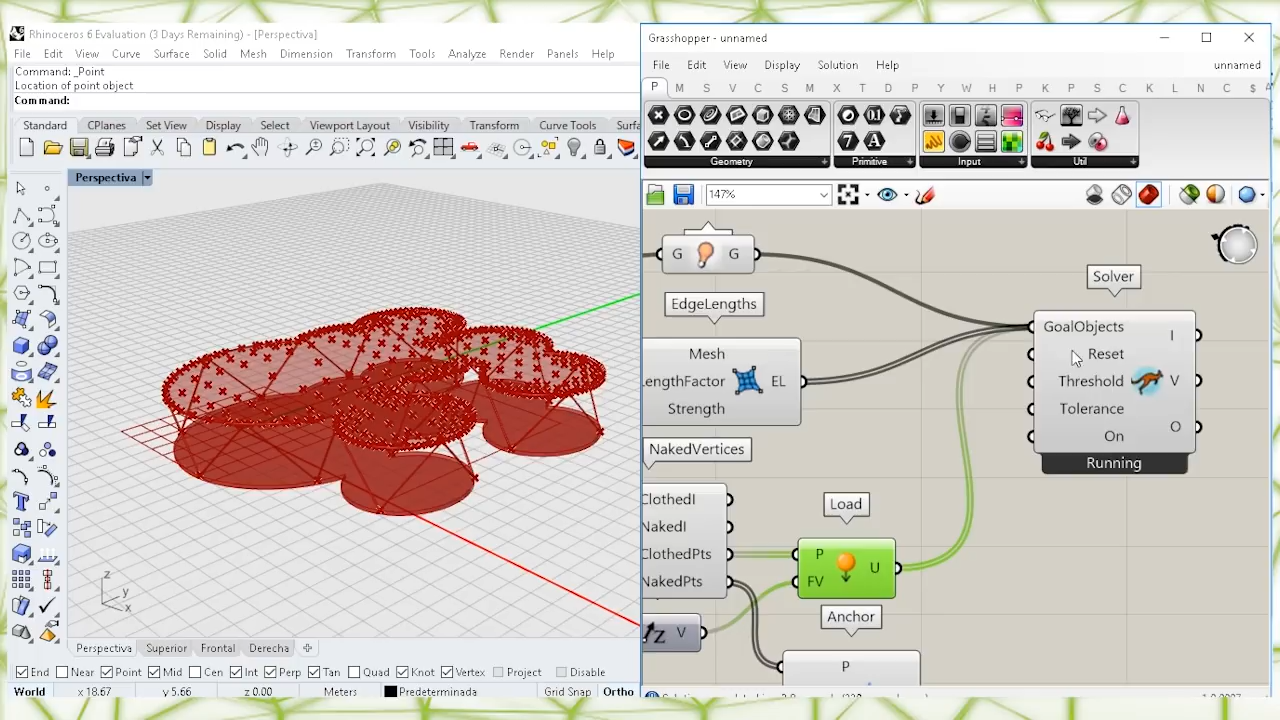 Rhinoceros 6 Evaluation (3 Days Remaining) - [Perspectiva]
File Edit View Curve Surface Solid Mesh Dimension Transform Tools Analyze Render Panels Help
Command: _Point
Location of point object
Command:
Standard CPlanes Set View Display Select Viewport Layout Visibility Transform Curve Tools
Perspectiva
z
y
x
Perspectiva Superior Frontal Derecha
End Near Point Mid Cen Int Perp Tan Quad Knot Vertex Project Disable
World x 18.67 y 5.66 z 0.00 Meters Predeterminada Grid Snap Ortho
Grasshopper - unnamed
File Edit View Display Solution Help unnamed
P M S V C S M X T D P K P S C K L N C $
Geometry Primitive Input Util
147%
G G
EdgeLengths
Mesh
LengthFactor EL
Strength
NakedVertices
ClothedI
NakedI
ClothedPts
NakedPts
Z V
Load
P U
FV
Anchor
P
Solver
GoalObjects I
Reset
Threshold V
Tolerance
O
On
Running